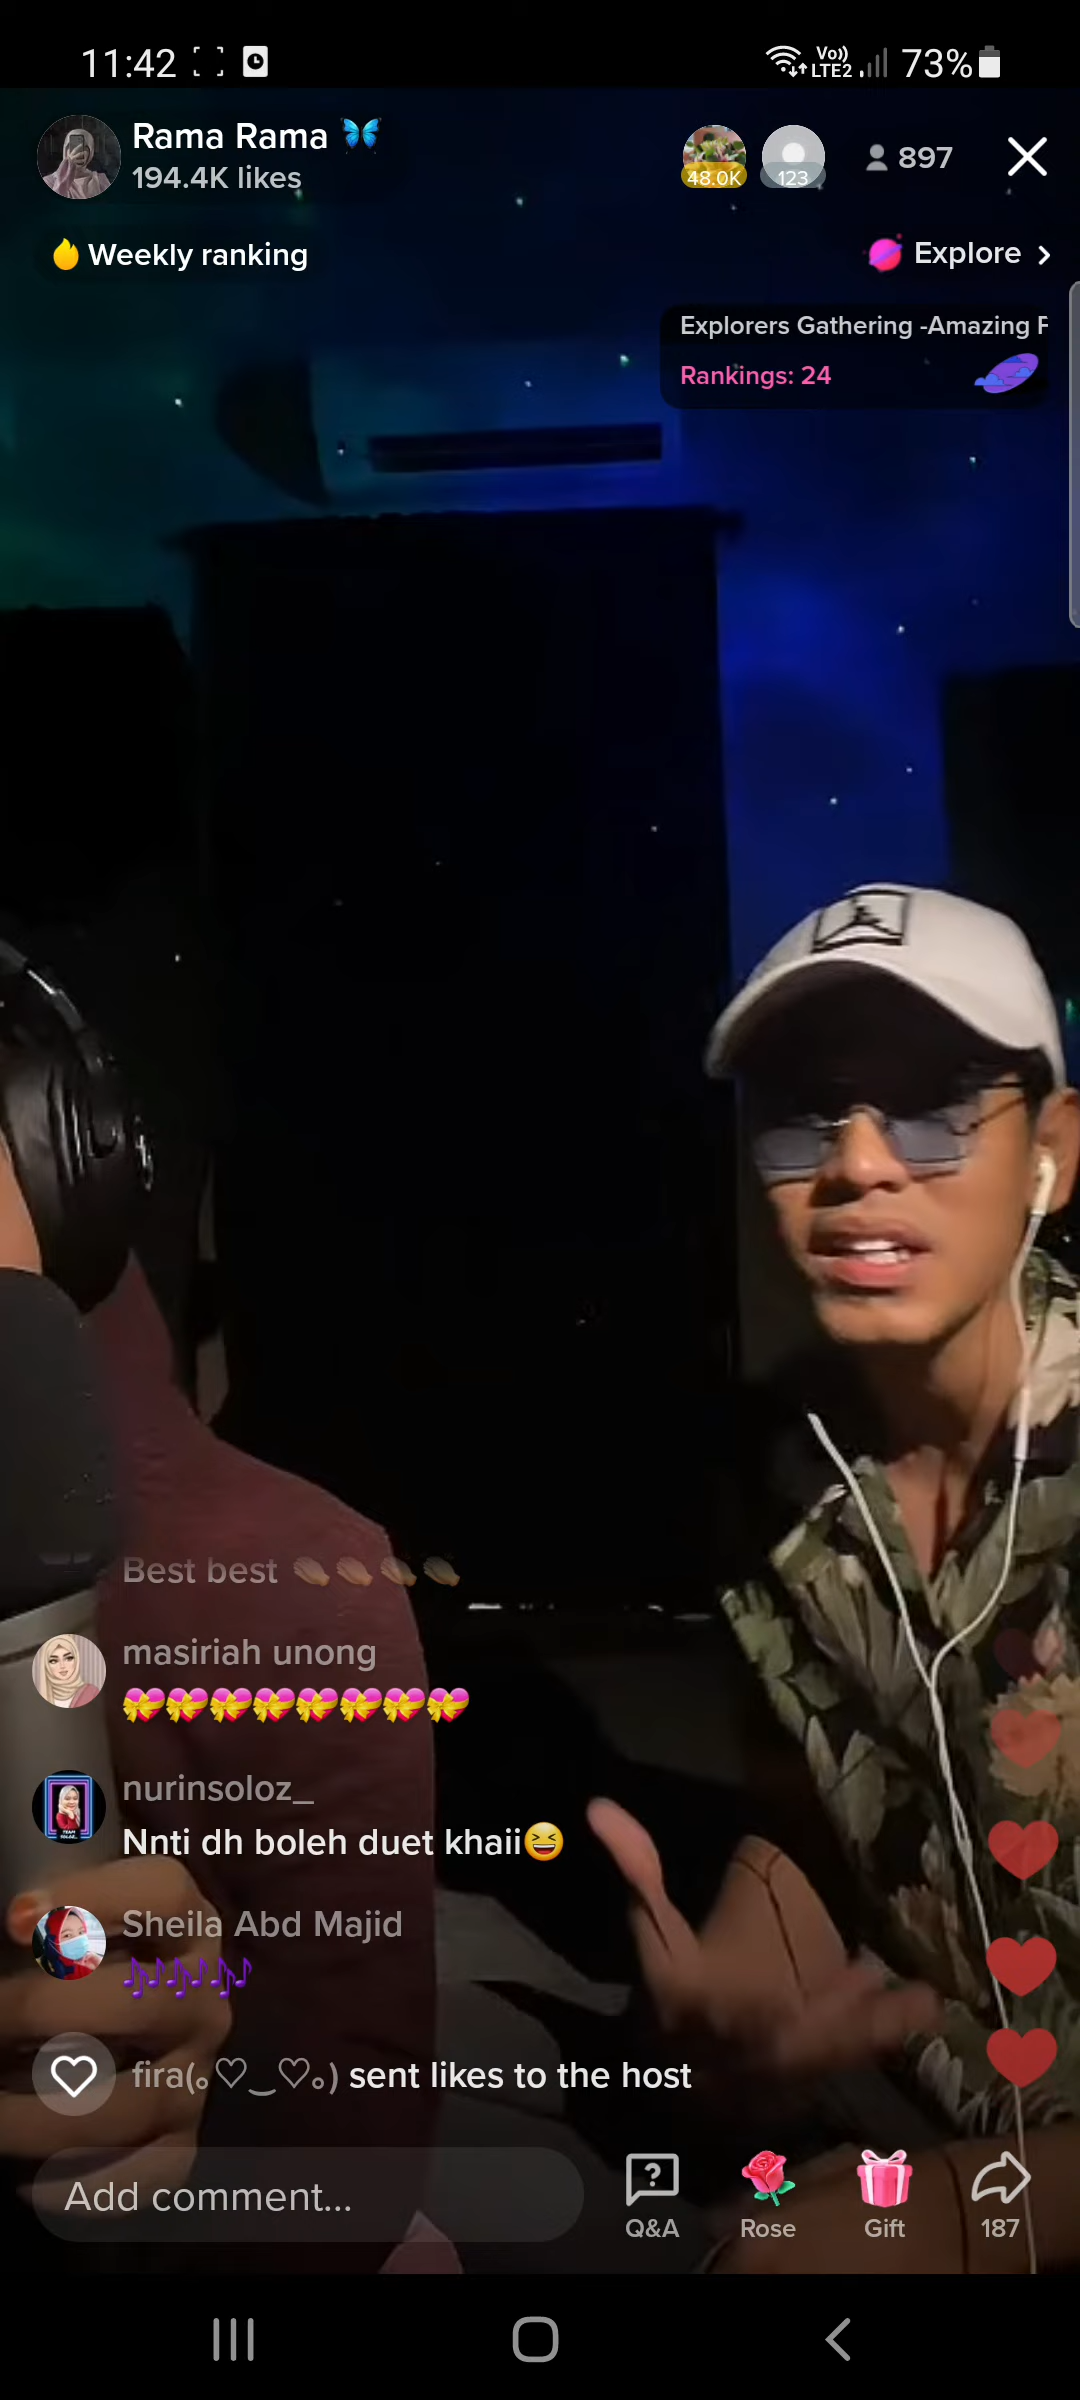 11:42
Vo))
LTE2
73%
Rama Rama 🦋
194.4K likes
48.0K
123
897
Weekly ranking
Explore >
Explorers Gathering -Amazing F
Rankings: 24
Best best 👏👏👏👏
masiriah unong
💝💝💝💝💝💝💝💝
nurinsoloz_
Nnti dh boleh duet khaii😆
Sheila Abd Majid
🎶🎶🎶
fira(｡♡‿♡｡) sent likes to the host
Add comment...
Q&A
Rose
Gift
187